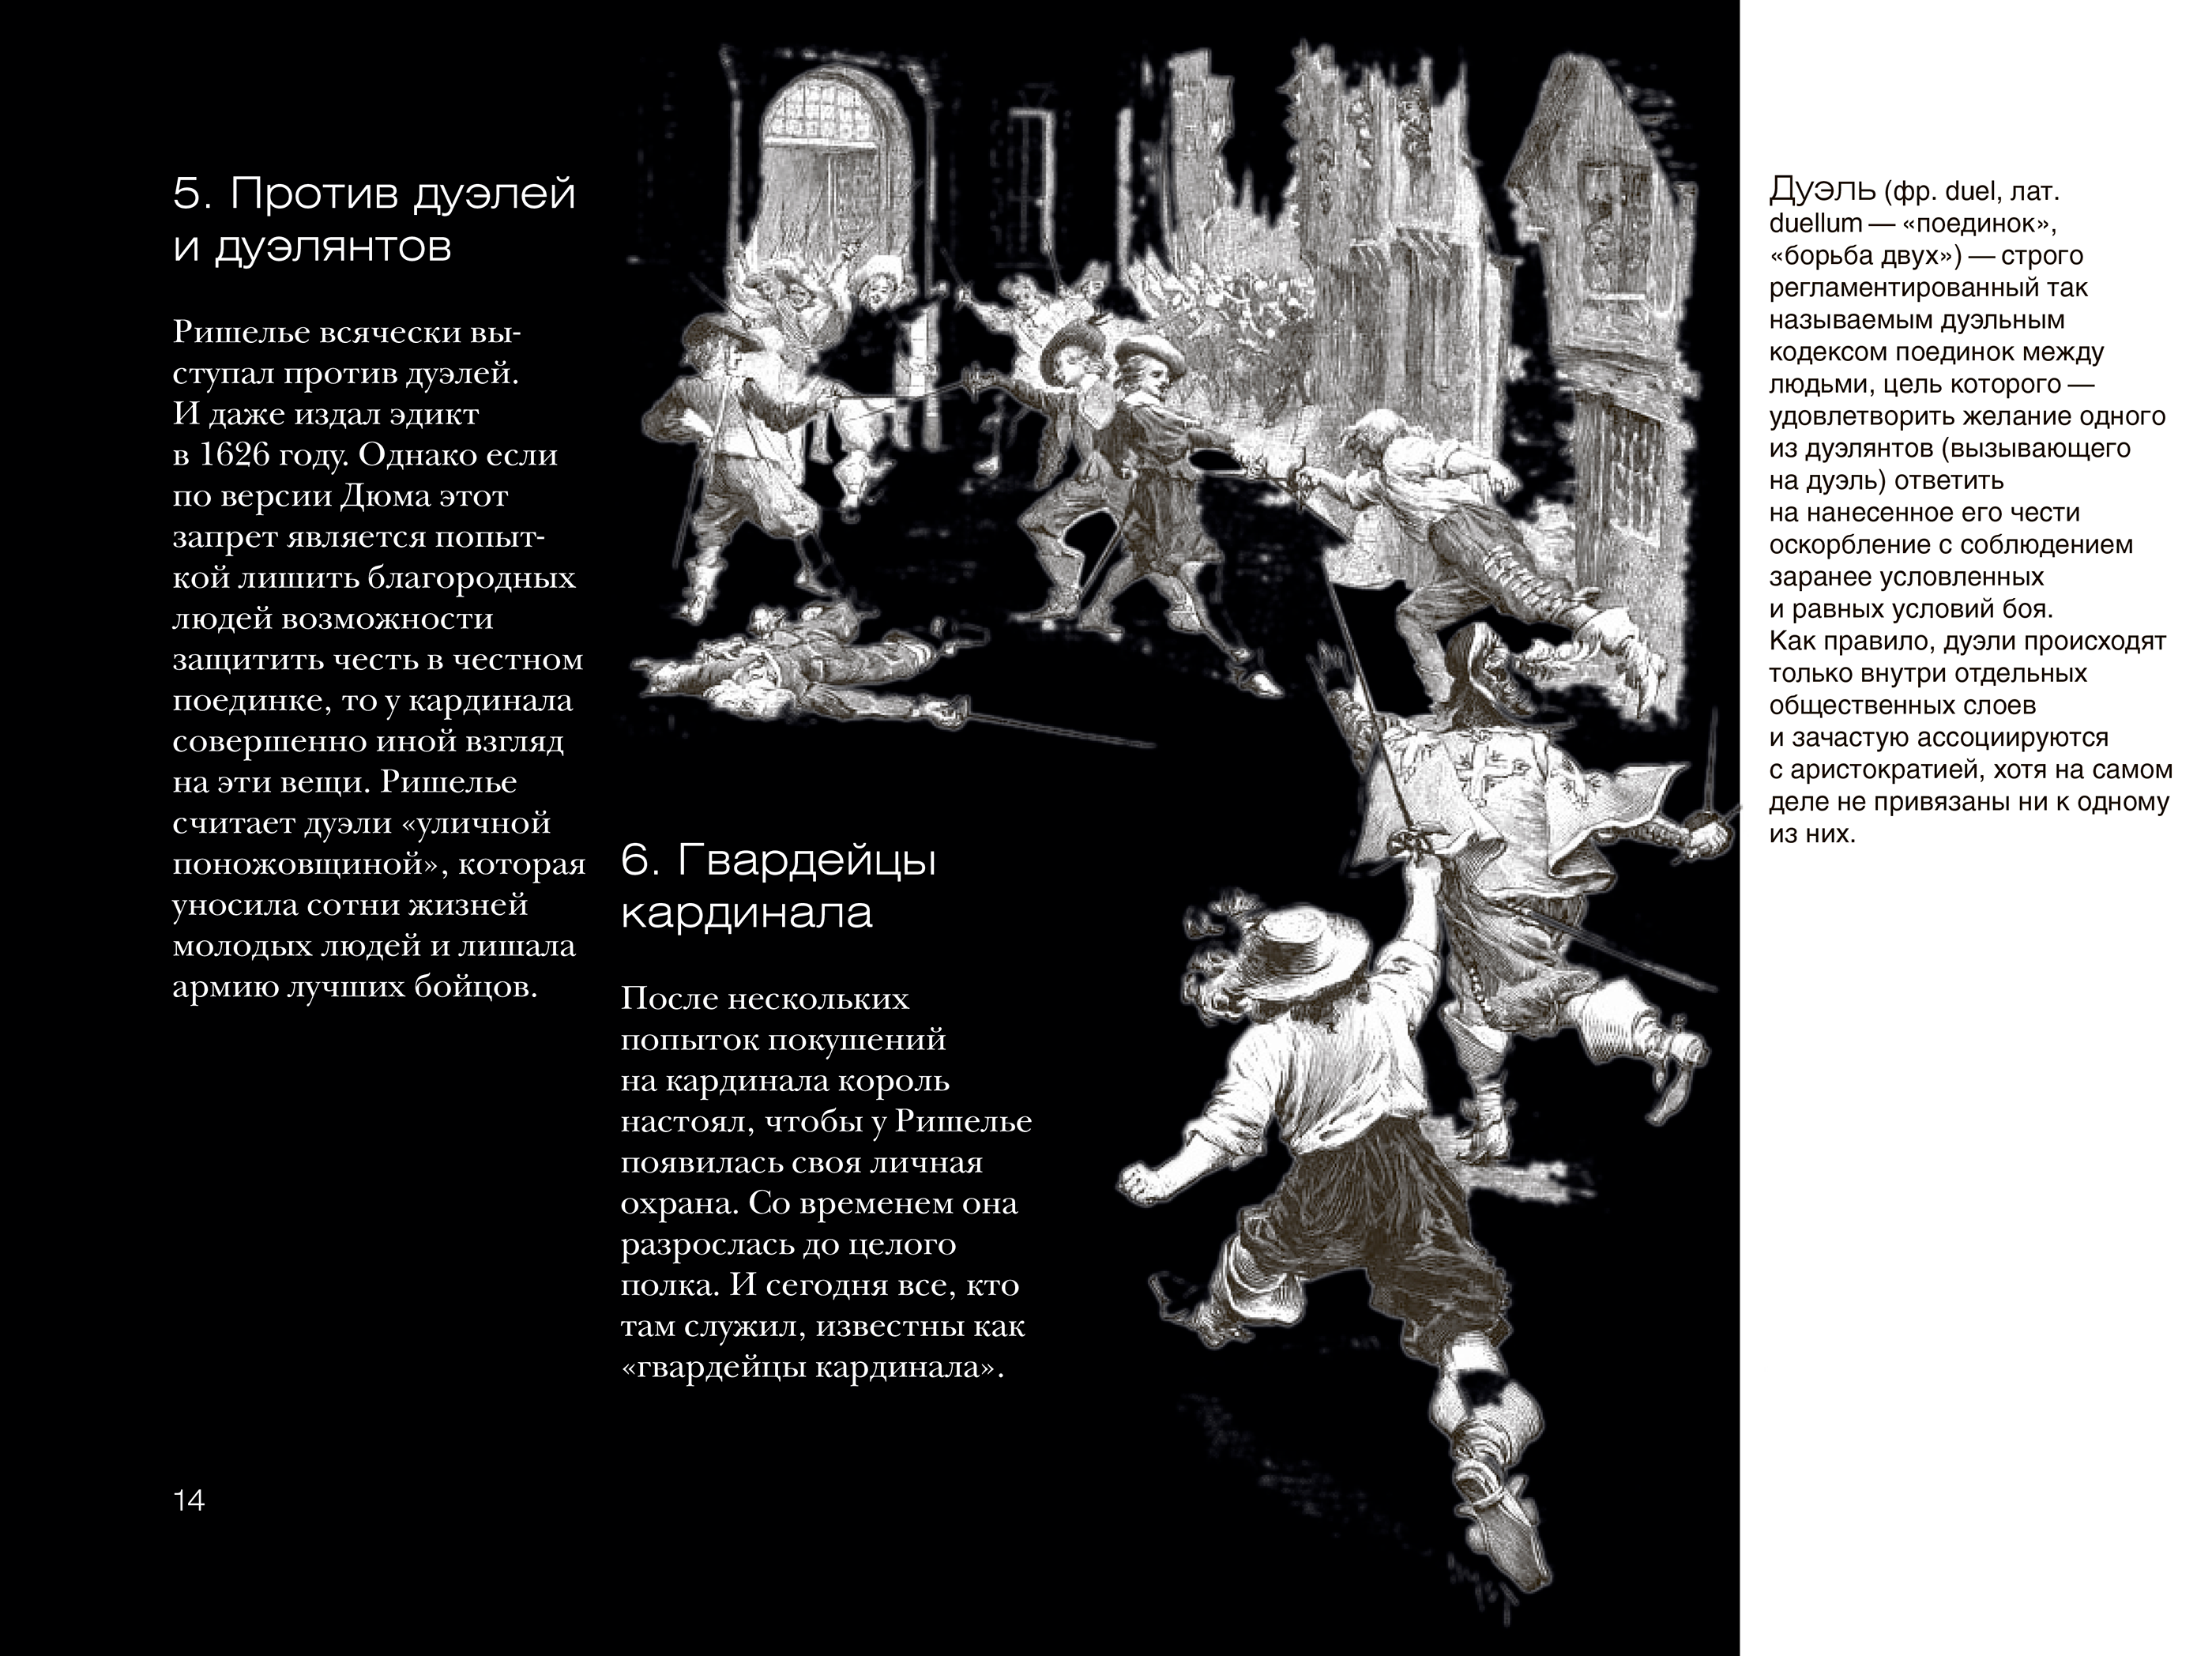 5. Против дуэлей
и дуэлянтов
Ришелье всячески вы-
ступал против дуэлей.
И даже издал эдикт
в 1626 году. Однако если
по версии Дюма этот
запрет является попыт-
кой лишить благородных
людей возможности
защитить честь в честном
поединке, то у кардинала
совершенно иной взгляд
на эти вещи. Ришелье
считает дуэли «уличной
поножовщиной», которая
уносила сотни жизней
молодых людей и лишала
армию лучших бойцов.
6. Гвардейцы
кардинала
После нескольких
попыток покушений
на кардинала король
настоял, чтобы у Ришелье
появилась своя личная
охрана. Со временем она
разрослась до целого
полка. И сегодня все, кто
там служил, известны как
«гвардейцы кардинала».
14
Дуэль (фр. duel, лат.
duellum — «поединок»,
«борьба двух») — строго
регламентированный так
называемым дуэльным
кодексом поединок между
людьми, цель которого —
удовлетворить желание одного
из дуэлянтов (вызывающего
на дуэль) ответить
на нанесенное его чести
оскорбление с соблюдением
заранее условленных
и равных условий боя.
Как правило, дуэли происходят
только внутри отдельных
общественных слоев
и зачастую ассоциируются
с аристократией, хотя на самом
деле не привязаны ни к одному
из них.